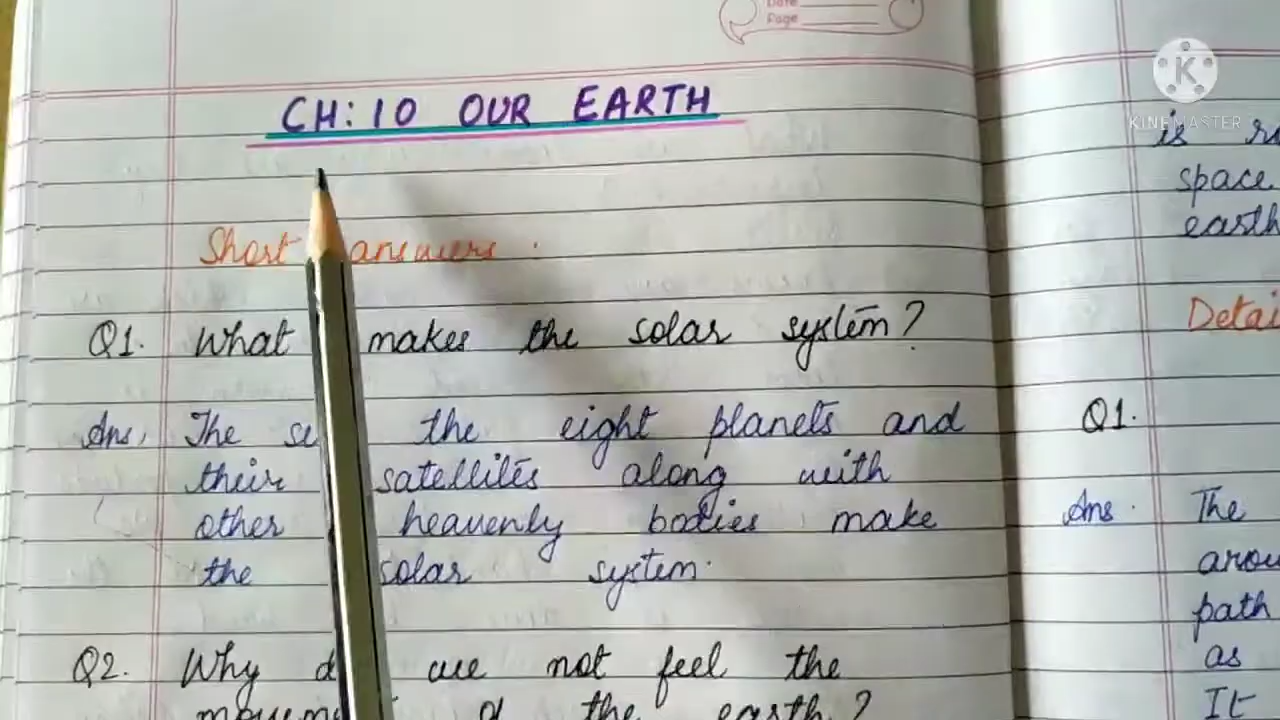 Date
Page
CH:10 OUR EARTH
Short answers:
Q1. What makes the solar system?
Ans, The the eight planets and
their satellites along with
other heavenly bodies make
the solar system.
Q2. Why we not feel the
the earth?
is
space
earth
Q1.
Ans. The
path
as
It
KINEMASTER